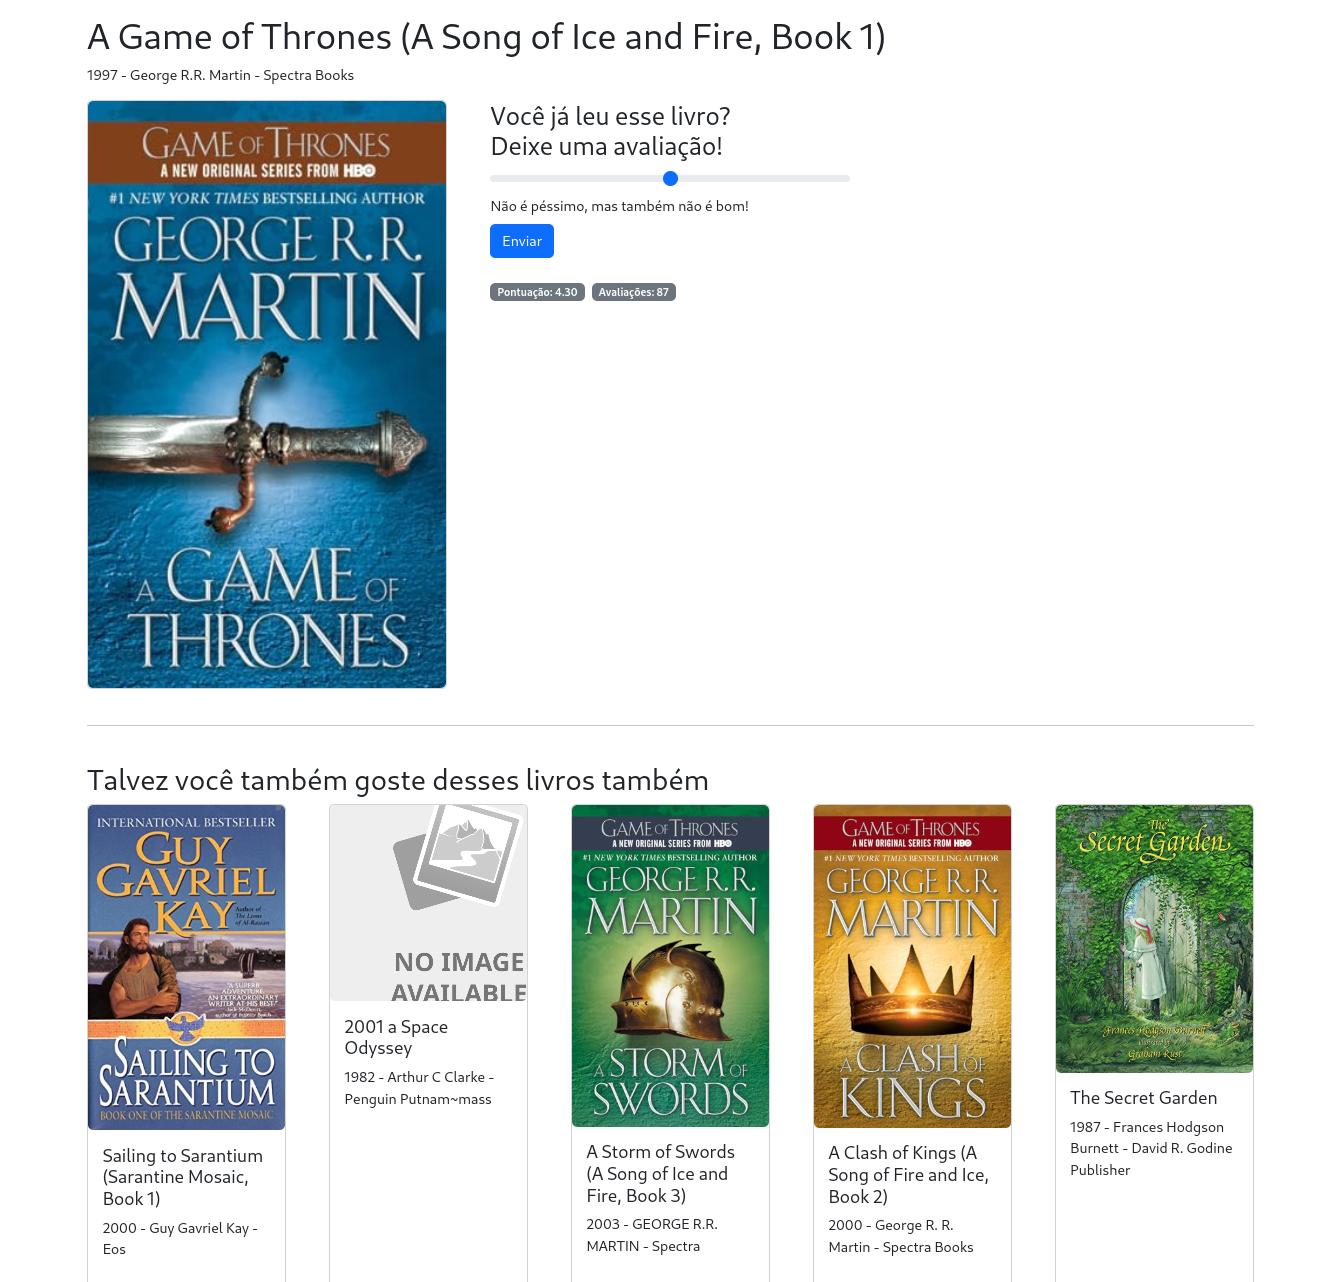 A Game of Thrones (A Song of Ice and Fire, Book 1)
1997 - George R.R. Martin - Spectra Books
GAME OF THRONES
A NEW ORIGINAL SERIES FROM HBO
#1 NEW YORK TIMES BESTSELLING AUTHOR
GEORGE R.R.
MARTIN
A GAME OF
THRONES
Você já leu esse livro?
Deixe uma avaliação!
Não é péssimo, mas também não é bom!
Enviar
Pontuação: 4.30
Avaliações: 87
Talvez você também goste desses livros também
INTERNATIONAL BESTSELLER
GUY
GAVRIEL
KAY
Author of
The Lions
of Al-Rassan
"A SUPERB
ADVENTURE.
AN EXTRAORDINARY
WRITER AT HIS BEST."
SAILING TO
SARANTIUM
BOOK ONE OF THE SARANTINE MOSAIC
Sailing to Sarantium
(Sarantine Mosaic,
Book 1)
2000 - Guy Gavriel Kay -
Eos
NO IMAGE
AVAILABLE
2001 a Space
Odyssey
1982 - Arthur C Clarke -
Penguin Putnam~mass
GAME OF THRONES
A NEW ORIGINAL SERIES FROM HBO
#1 NEW YORK TIMES BESTSELLING AUTHOR
GEORGE R.R.
MARTIN
A STORM OF
SWORDS
A Storm of Swords
(A Song of Ice and
Fire, Book 3)
2003 - GEORGE R.R.
MARTIN - Spectra
GAME OF THRONES
A NEW ORIGINAL SERIES FROM HBO
#1 NEW YORK TIMES BESTSELLING AUTHOR
GEORGE R.R.
MARTIN
A CLASH OF
KINGS
A Clash of Kings (A
Song of Fire and Ice,
Book 2)
2000 - George R. R.
Martin - Spectra Books
The
Secret Garden
Frances Hodgson Burnett
Graham Rust
The Secret Garden
1987 - Frances Hodgson
Burnett - David R. Godine
Publisher